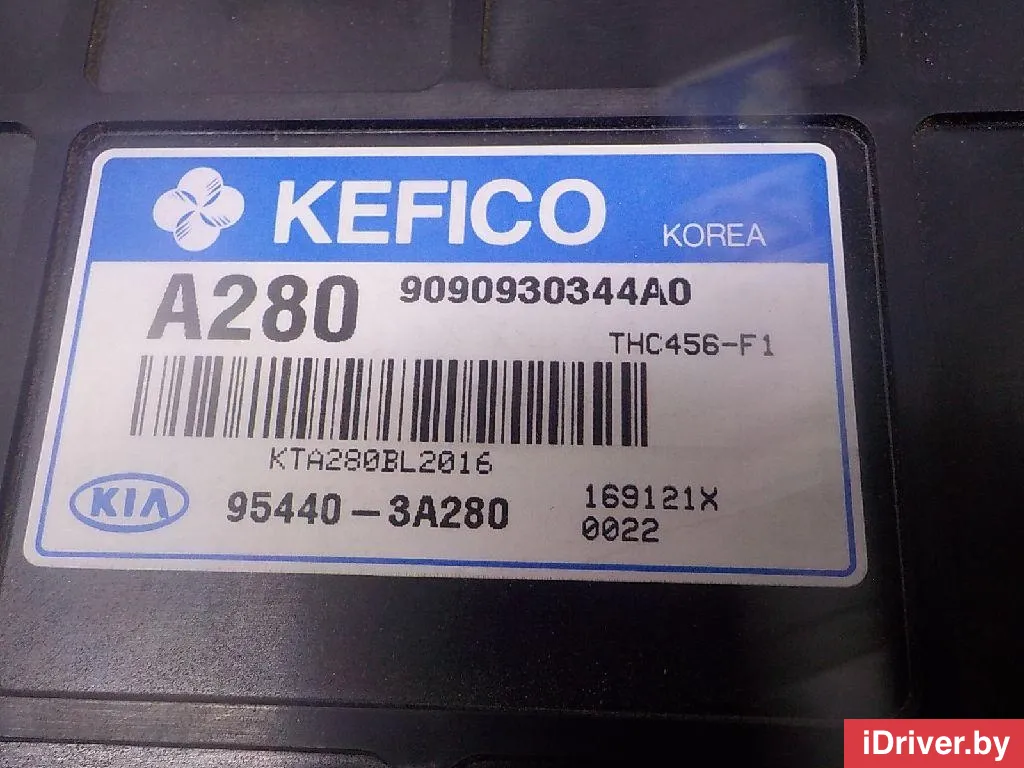 KEFICO KOREA
A280 9090930344A0
THC456-F1
KTA280BL2016
KIA 95440-3A280 169121X
0022
iDriver.by